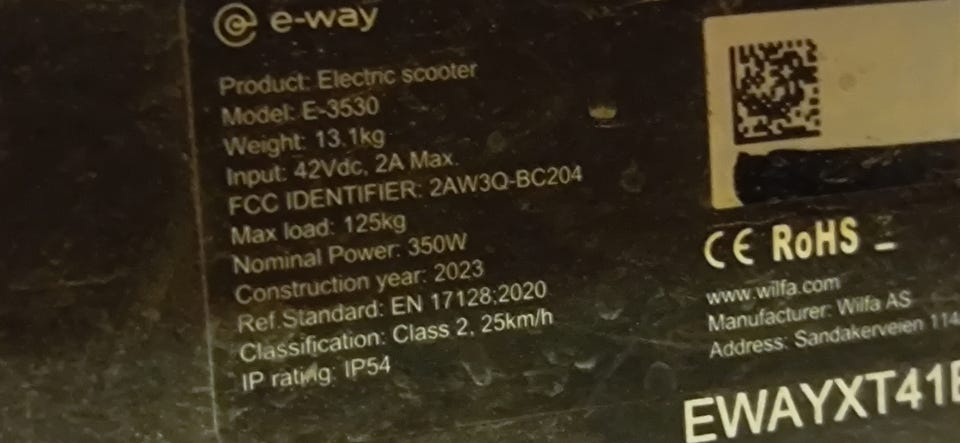 e-way
Product: Electric scooter
Model: E-3530
Weight: 13.1kg
Input: 42Vdc, 2A Max.
FCC IDENTIFIER: 2AW3Q-BC204
Max load: 125kg
Nominal Power: 350W
Construction year: 2023
Ref.Standard: EN 17128:2020
Classification: Class 2, 25km/h
IP rating: IP54
CE RoHS
www.wilfa.com
Manufacturer: Wilfa AS
Address: Sandakerveien 114
EWAYXT41